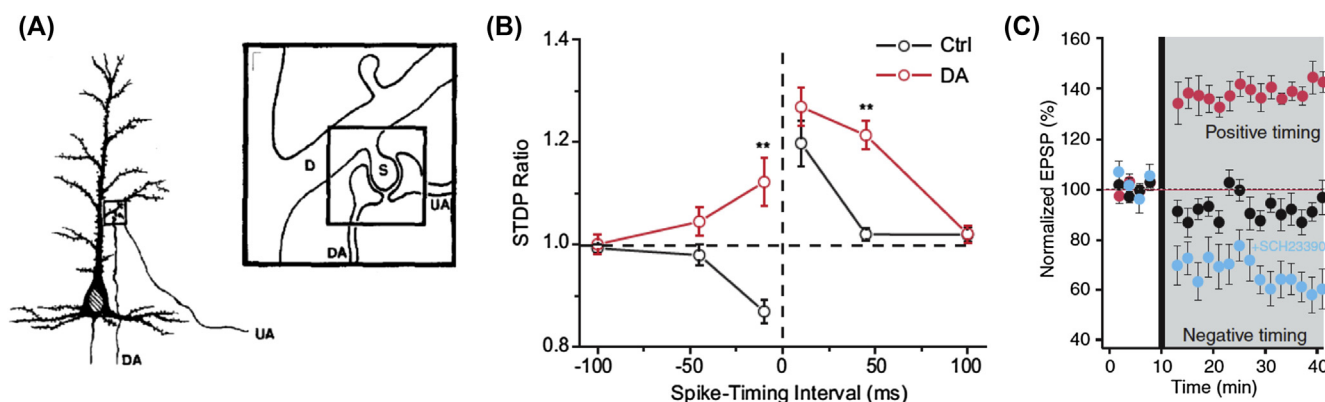 (A)
D
S
UA
DA
UA
DA
(B)
STDP Ratio
1.4
1.2
1.0
0.8
Ctrl
DA
**
**
-100
-50
0
50
100
Spike-Timing Interval (ms)
(C)
Normalized EPSP (%)
160
140
120
100
80
60
40
Positive timing
+SCH23390
Negative timing
0
10
20
30
40
Time (min)